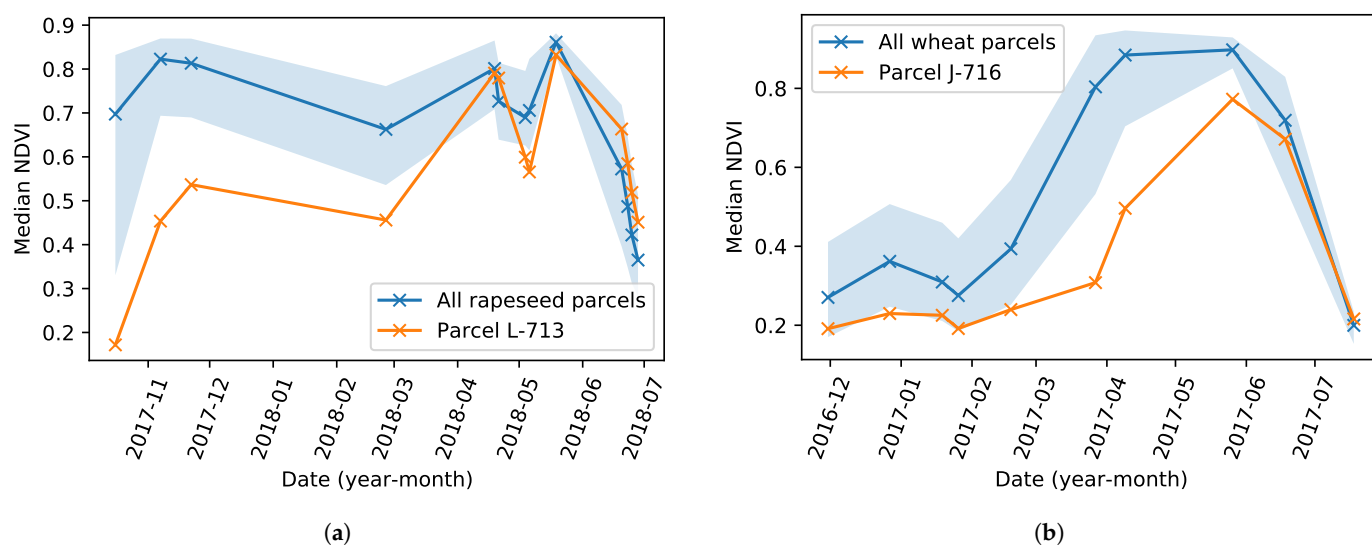 0.9
0.8
0.7
0.6
0.5
0.4
0.3
0.2
Median NDVI
All rapeseed parcels
Parcel L-713
2017-11
2017-12
2018-01
2018-02
2018-03
2018-04
2018-05
2018-06
2018-07
Date (year-month)
(a)
0.8
0.6
0.4
0.2
Median NDVI
All wheat parcels
Parcel J-716
2016-12
2017-01
2017-02
2017-03
2017-04
2017-05
2017-06
2017-07
Date (year-month)
(b)